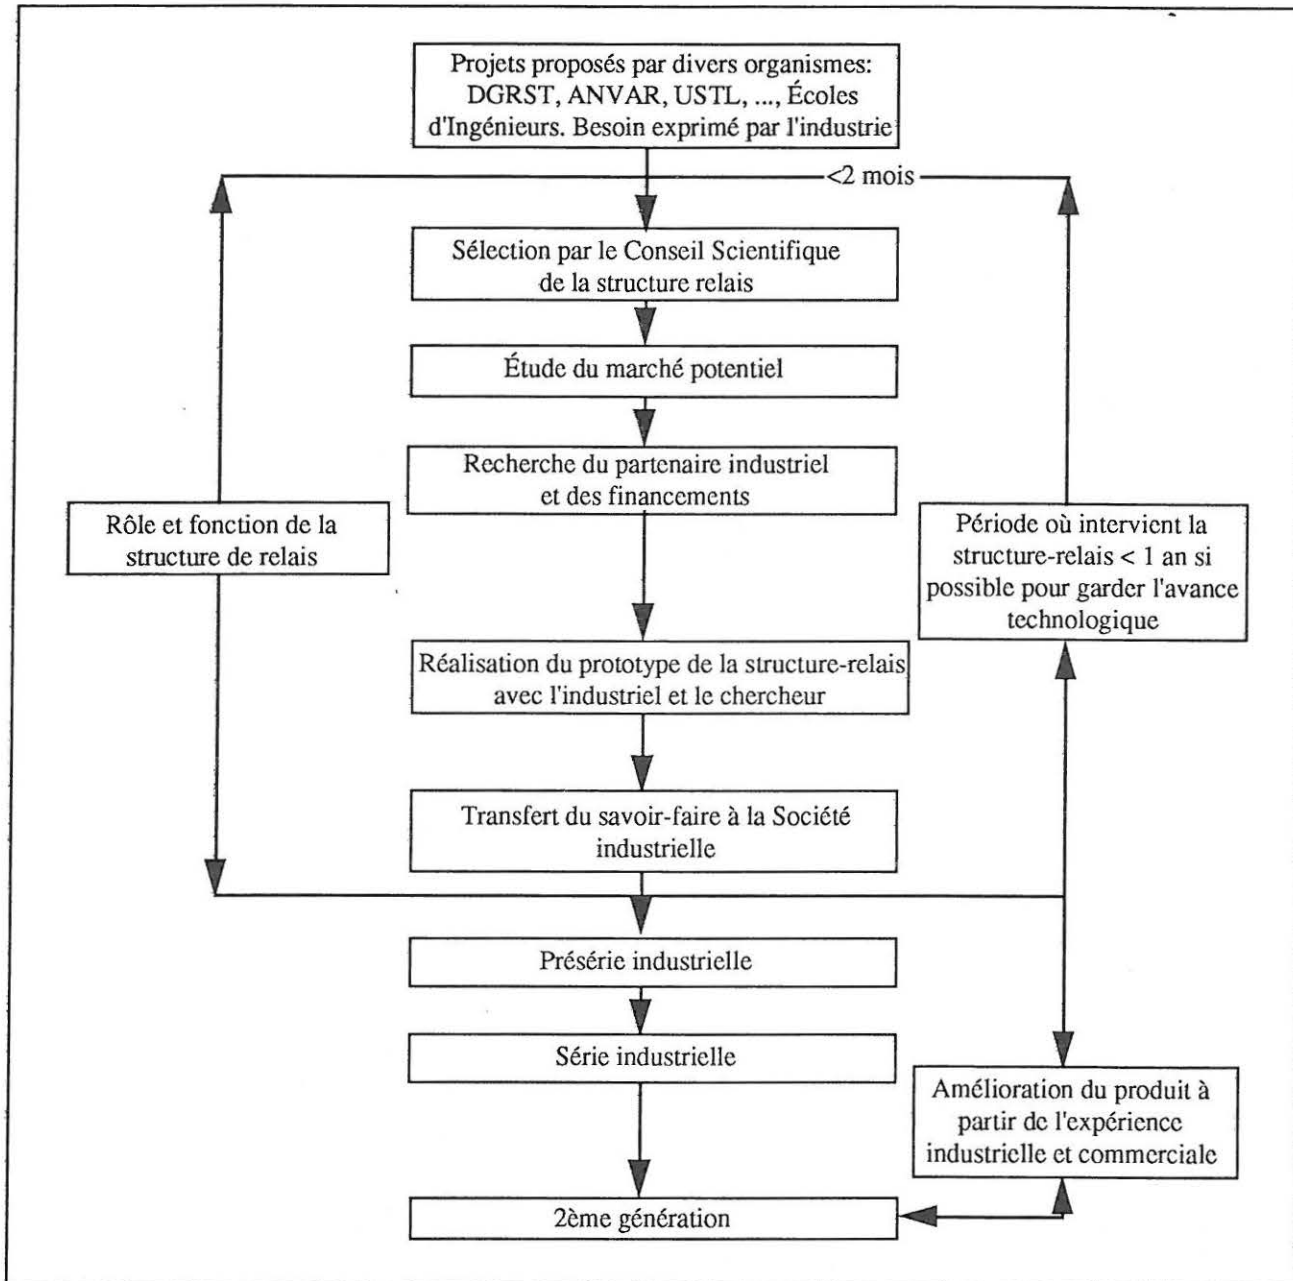 Projets proposés par divers organismes:
DGRST, ANVAR, USTL, ..., Écoles
d'Ingénieurs. Besoin exprimé par l'industrie
<2 mois
Sélection par le Conseil Scientifique
de la structure relais
Étude du marché potentiel
Recherche du partenaire industriel
et des financements
Rôle et fonction de la
structure de relais
Période où intervient la
structure-relais < 1 an si
possible pour garder l'avance
technologique
Réalisation du prototype de la structure-relais
avec l'industriel et le chercheur
Transfert du savoir-faire à la Société
industrielle
Présérie industrielle
Série industrielle
Amélioration du produit à
partir de l'expérience
industrielle et commerciale
2ème génération